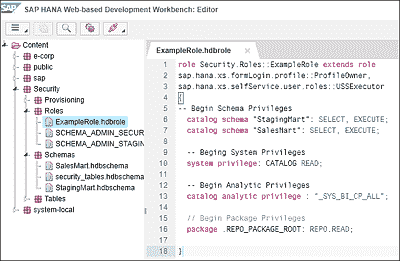 SAP SAP HANA Web-based Development Workbench: Editor
Content
e-corp
public
sap
Security
Provisioning
Roles
ExampleRole.hdbrole
SCHEMA_ADMIN_SECUR
SCHEMA_ADMIN_STAGIN
Schemas
SalesMart.hdbschema
security_tables.hdbschema
StagingMart.hdbschema
Tables
system-local
ExampleRole.hdbrole ×
1 role Security.Roles::ExampleRole extends role
2 sap.hana.xs.formLogin.profile::ProfileOwner,
3 sap.hana.xs.selfService.user.roles::USSExecutor
4 {
5 -- Begin Schema Privileges
6 catalog schema "StagingMart": SELECT, EXECUTE;
7 catalog schema "SalesMart": SELECT, EXECUTE;
8
9 -- Beging System Privileges
10 system privilege: CATALOG READ;
11
12 -- Begin Analytic Privileges
13 catalog analytic privilege : "_SYS_BI_CP_ALL";
14
15 // Begin Package Privileges
16 package .REPO_PACKAGE_ROOT: REPO.READ;
17
18 }